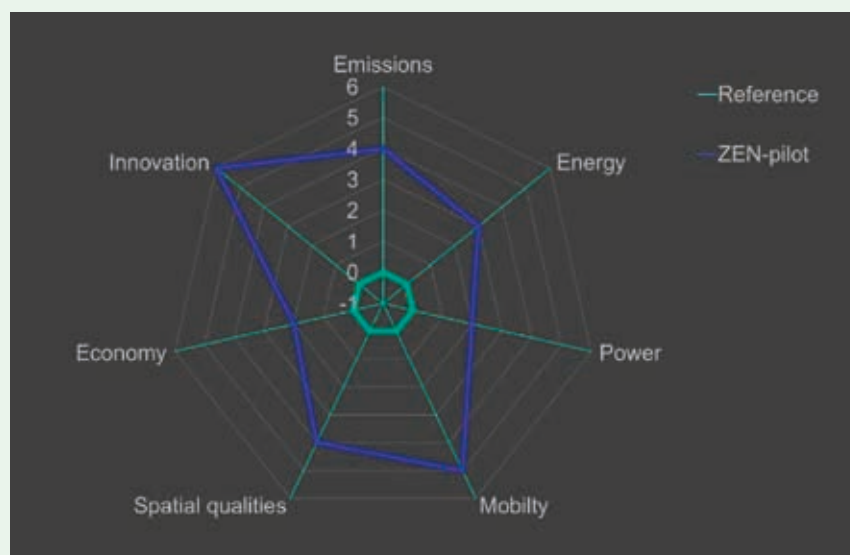 Emissions
6
5
4
3
2
1
0
-1
Reference
ZEN-pilot
Innovation
Energy
Economy
Power
Spatial qualities
Mobilty